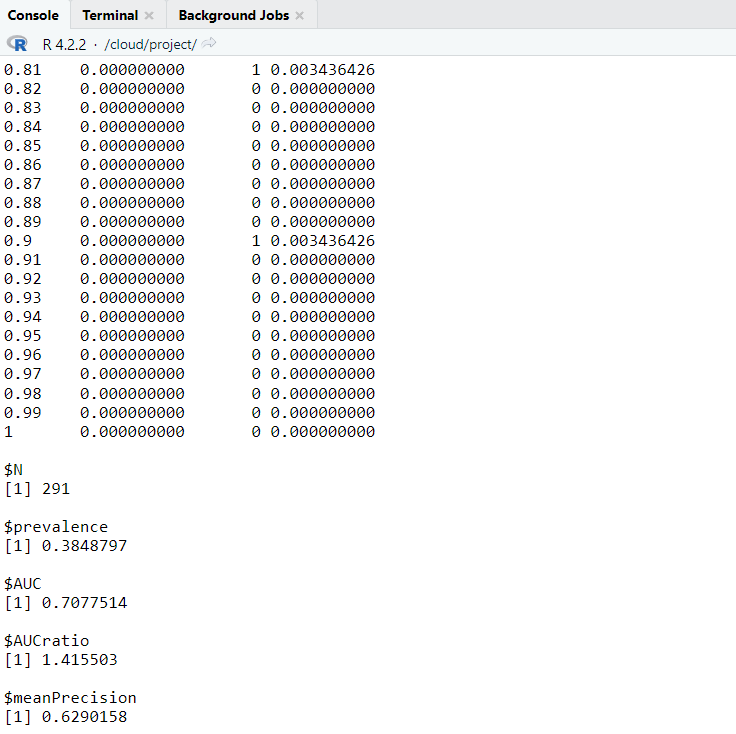 Console Terminal Background Jobs
R R 4.2.2 · /cloud/project/
0.81 0.000000000 1 0.003436426
0.82 0.000000000 0 0.000000000
0.83 0.000000000 0 0.000000000
0.84 0.000000000 0 0.000000000
0.85 0.000000000 0 0.000000000
0.86 0.000000000 0 0.000000000
0.87 0.000000000 0 0.000000000
0.88 0.000000000 0 0.000000000
0.89 0.000000000 0 0.000000000
0.9 0.000000000 1 0.003436426
0.91 0.000000000 0 0.000000000
0.92 0.000000000 0 0.000000000
0.93 0.000000000 0 0.000000000
0.94 0.000000000 0 0.000000000
0.95 0.000000000 0 0.000000000
0.96 0.000000000 0 0.000000000
0.97 0.000000000 0 0.000000000
0.98 0.000000000 0 0.000000000
0.99 0.000000000 0 0.000000000
1 0.000000000 0 0.000000000
$N
[1] 291
$prevalence
[1] 0.3848797
$AUC
[1] 0.7077514
$AUCratio
[1] 1.415503
$meanPrecision
[1] 0.6290158